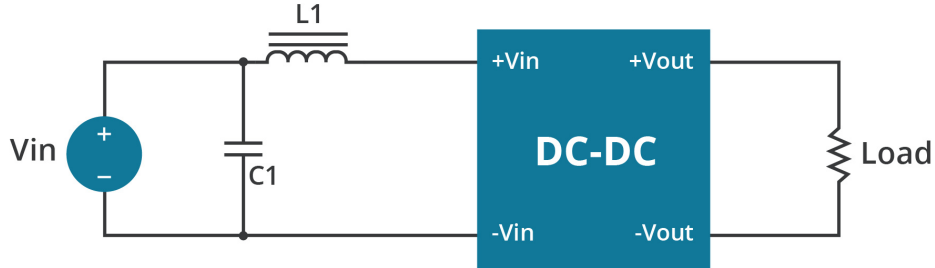 L1
+Vin
+Vout
Vin
+
−
DC-DC
Load
C1
-Vin
-Vout